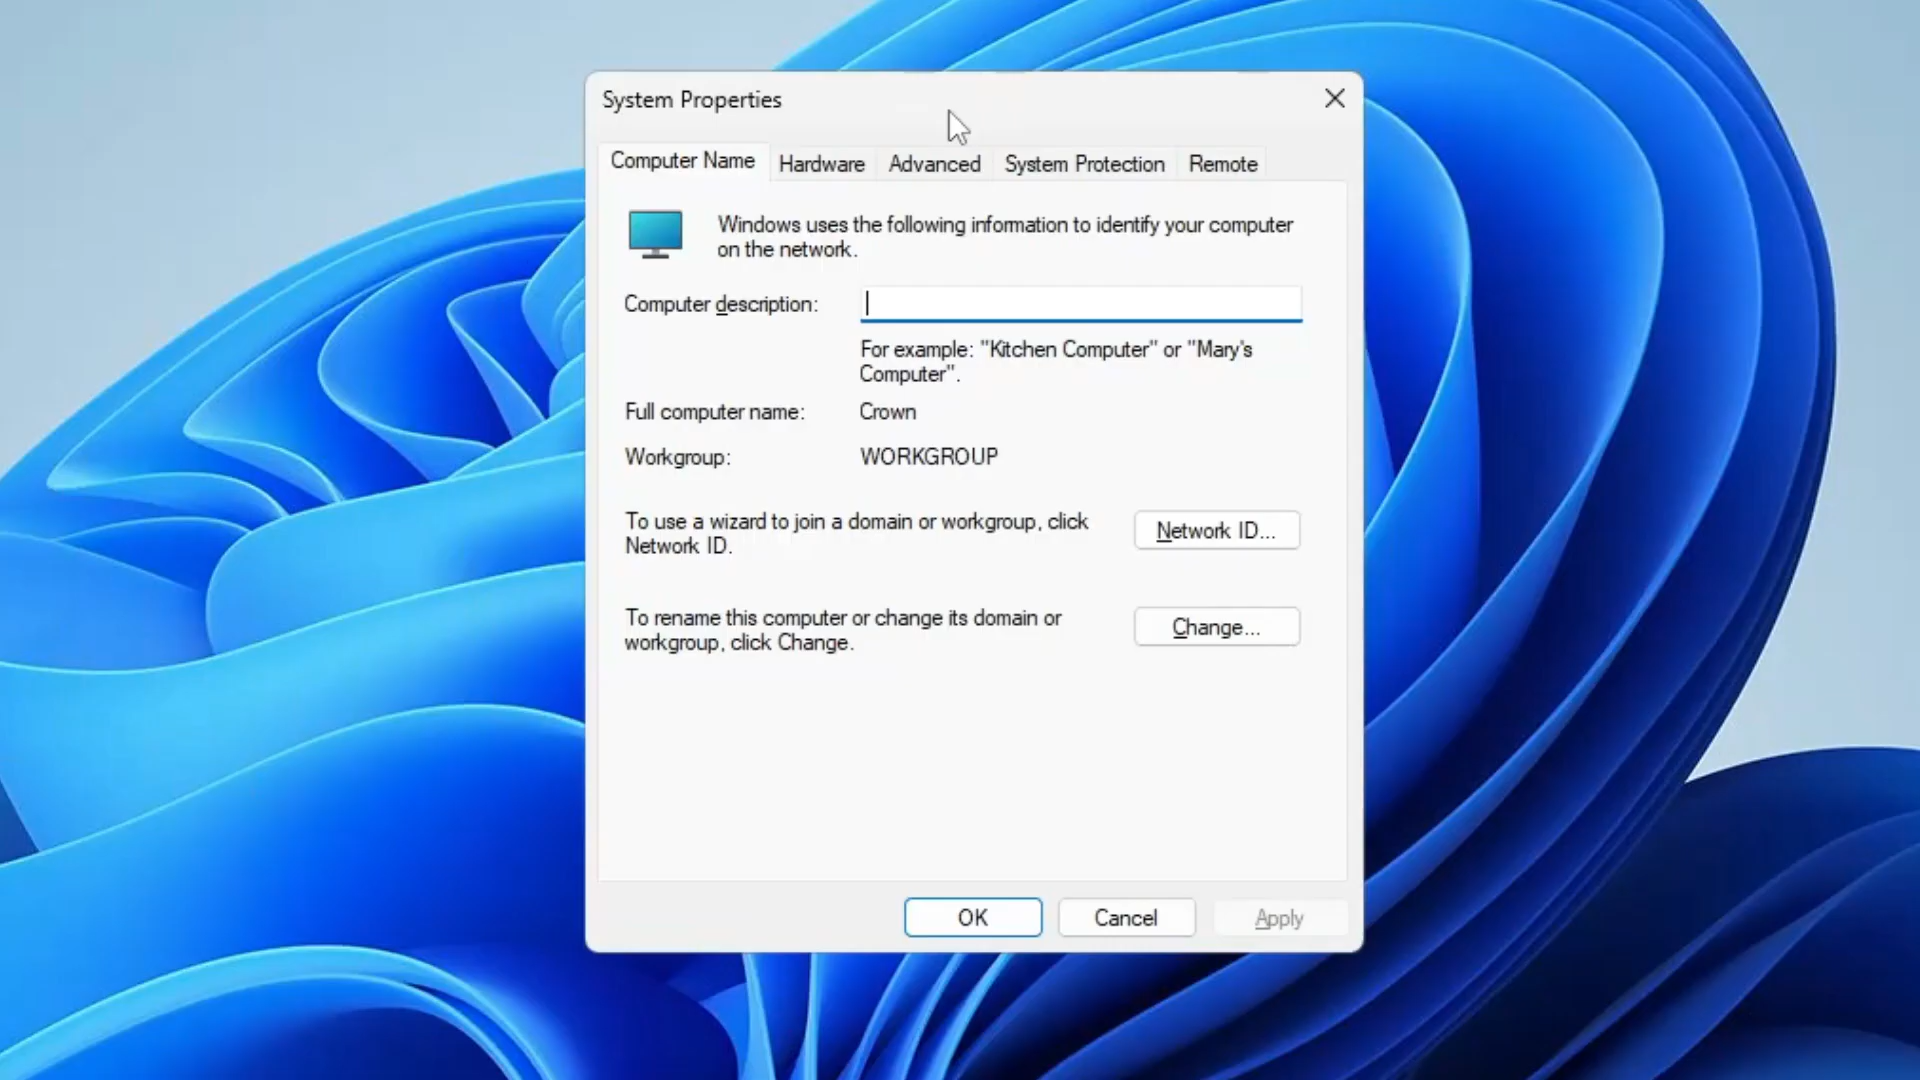 System Properties
Computer Name Hardware Advanced System Protection Remote
Windows uses the following information to identify your computer
on the network.
Computer description:
For example: "Kitchen Computer" or "Mary's
Computer".
Full computer name: Crown
Workgroup: WORKGROUP
To use a wizard to join a domain or workgroup, click
Network ID.
Network ID...
To rename this computer or change its domain or
workgroup, click Change.
Change...
OK Cancel Apply